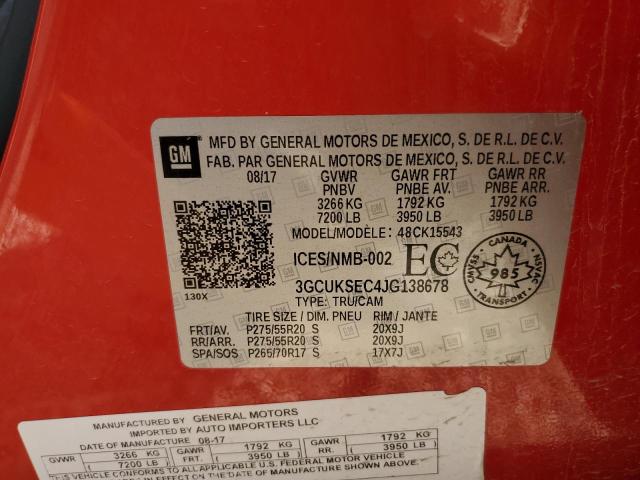 GM
MFD BY GENERAL MOTORS DE MEXICO, S. DE R.L. DE C.V.
FAB. PAR GENERAL MOTORS DE MEXICO, S. DE R.L. DE C.V.
08/17 GVWR GAWR FRT GAWR RR
PNBV PNBE AV. PNBE ARR.
3266 KG 1792 KG 1792 KG
7200 LB 3950 LB 3950 LB
MODEL/MODÈLE: 48CK15543
ICES/NMB-002 EC
CANADA
CMVSS 985 NSVAC
TRANSPORT
3GCUKSEC4JG138678
130X
TYPE: TRU/CAM
TIRE SIZE / DIM. PNEU RIM / JANTE
FRT/AV. P275/55R20 S 20X9J
RR/ARR. P275/55R20 S 20X9J
SPA/SOS P265/70R17 S 17X7J
MANUFACTURED BY GENERAL MOTORS
IMPORTED BY AUTO IMPORTERS LLC
DATE OF MANUFACTURE 08-17
GVWR 3266 KG GAWR FRT. 1792 KG GAWR RR. 1792 KG
( 7200 LB ) ( 3950 LB ) ( 3950 LB )
THIS VEHICLE CONFORMS TO ALL APPLICABLE U.S. FEDERAL MOTOR VEHICLE
IN EFFECT ON THE DATE OF MANUFACTURE SHOWN ABOVE.